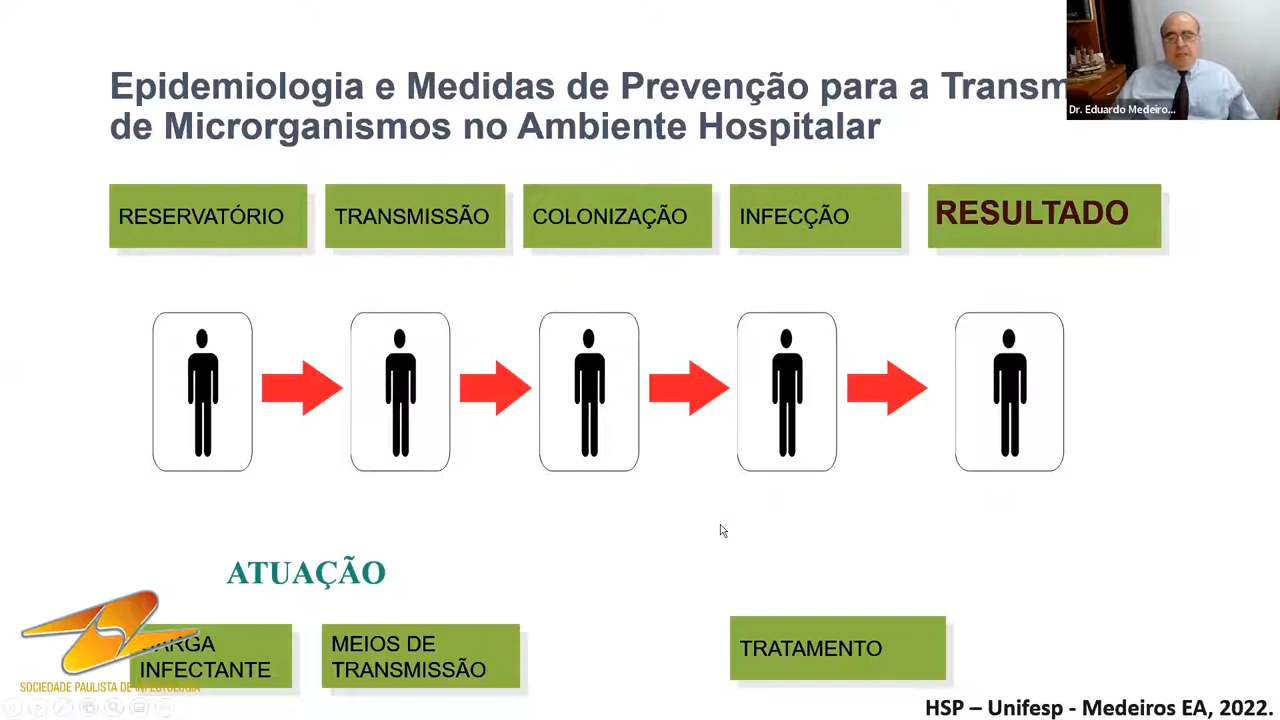 Epidemiologia e Medidas de Prevenção para a Transm
de Microrganismos no Ambiente Hospitalar
Dr. Eduardo Medeiro...
RESERVATÓRIO
TRANSMISSÃO
COLONIZAÇÃO
INFECÇÃO
RESULTADO
ATUAÇÃO
CARGA
INFECTANTE
MEIOS DE
TRANSMISSÃO
TRATAMENTO
SOCIEDADE PAULISTA DE INFECTOLOGIA
HSP – Unifesp - Medeiros EA, 2022.